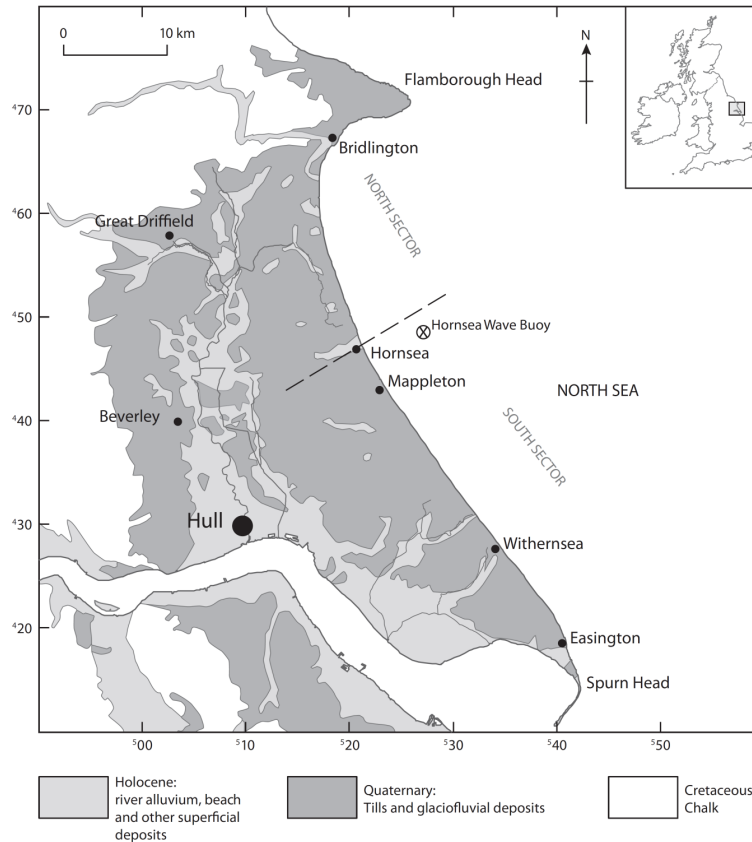 0 10 km
N
Flamborough Head
⁴70
Bridlington
NORTH SECTOR
⁴60
Great Driffield
⁴50
Hornsea Wave Buoy
Hornsea
Mappleton
NORTH SEA
⁴40
Beverley
SOUTH SECTOR
⁴30
Hull
Withernsea
⁴20
Easington
Spurn Head
⁵00 ⁵10 ⁵20 ⁵30 ⁵40 ⁵50
Holocene:
river alluvium, beach
and other superficial
deposits
Quaternary:
Tills and glaciofluvial deposits
Cretaceous
Chalk